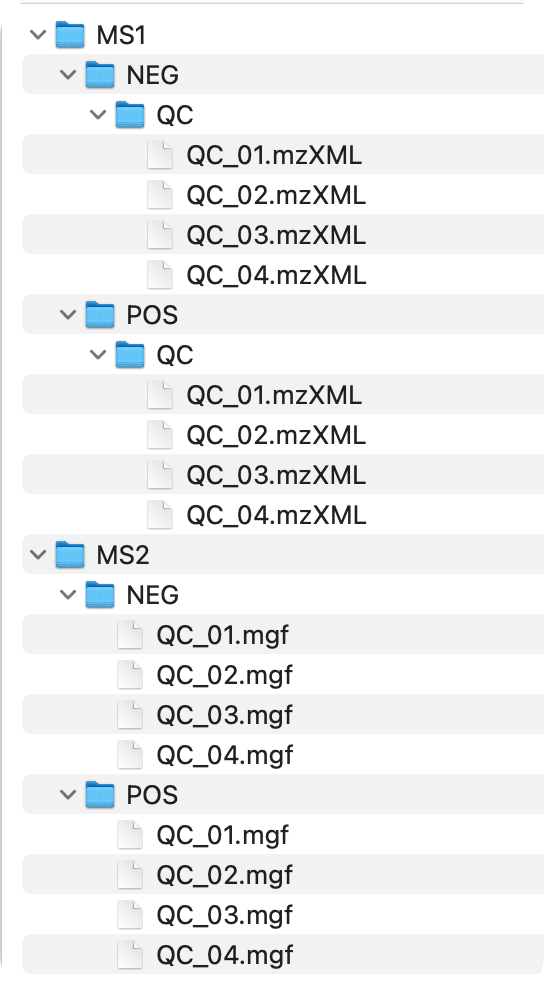 MS1
NEG
QC
QC_01.mzXML
QC_02.mzXML
QC_03.mzXML
QC_04.mzXML
POS
QC
QC_01.mzXML
QC_02.mzXML
QC_03.mzXML
QC_04.mzXML
MS2
NEG
QC_01.mgf
QC_02.mgf
QC_03.mgf
QC_04.mgf
POS
QC_01.mgf
QC_02.mgf
QC_03.mgf
QC_04.mgf